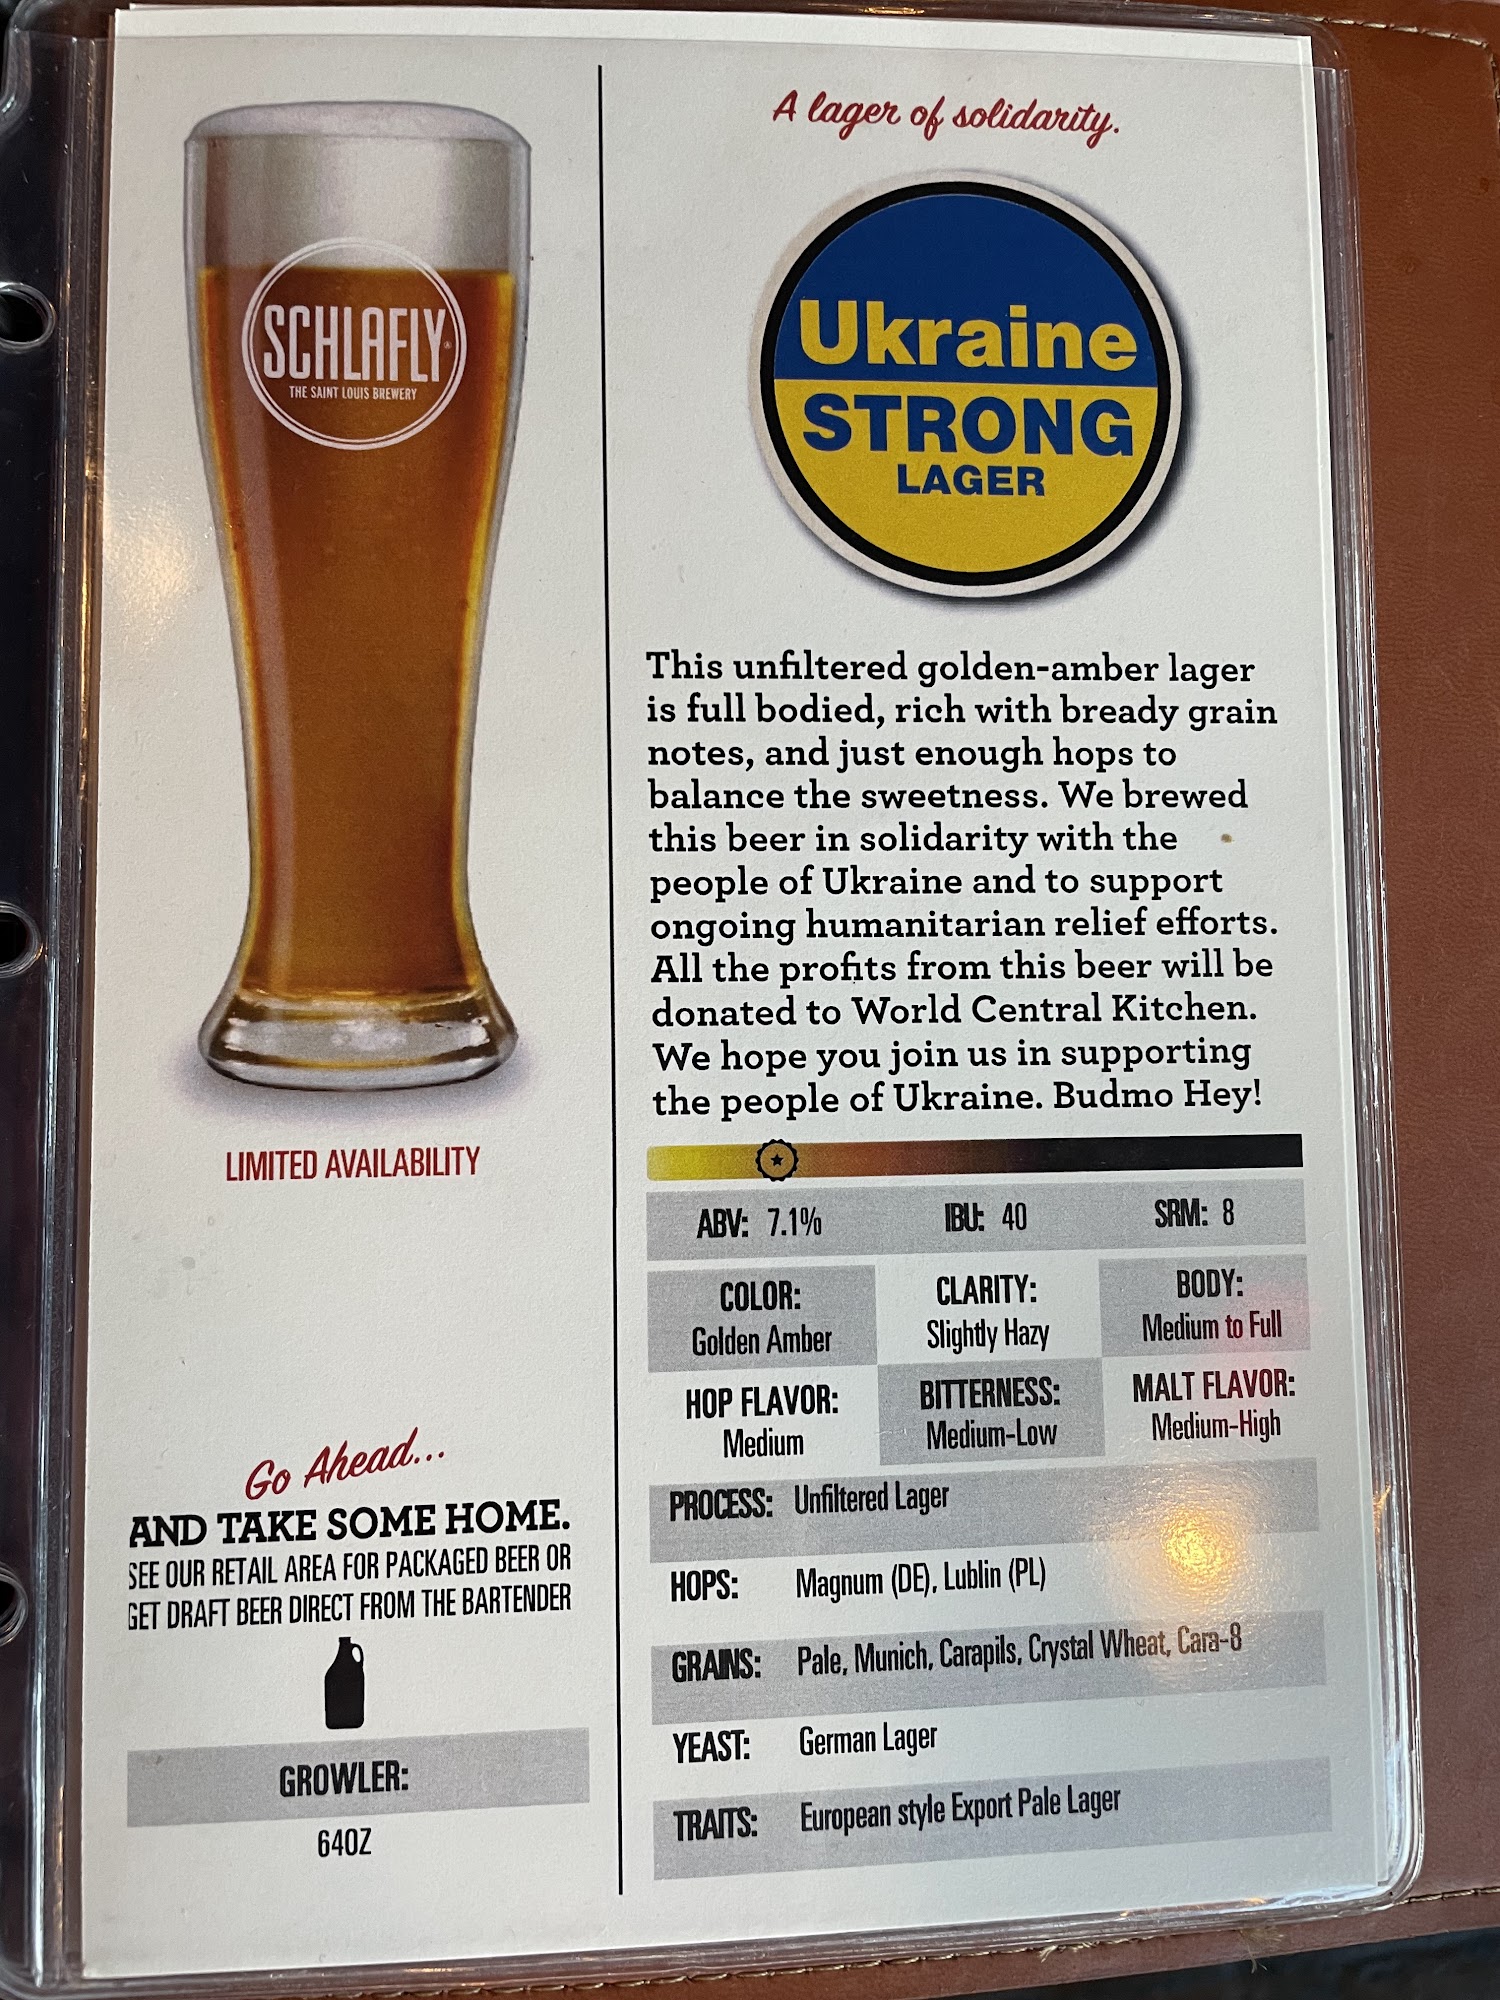 SCHLAFLY®
THE SAINT LOUIS BREWERY
LIMITED AVAILABILITY
Go Ahead...
AND TAKE SOME HOME.
SEE OUR RETAIL AREA FOR PACKAGED BEER OR
GET DRAFT BEER DIRECT FROM THE BARTENDER
GROWLER:
64OZ
A lager of solidarity.
Ukraine
STRONG
LAGER
This unfiltered golden-amber lager
is full bodied, rich with bready grain
notes, and just enough hops to
balance the sweetness. We brewed
this beer in solidarity with the
people of Ukraine and to support
ongoing humanitarian relief efforts.
All the profits from this beer will be
donated to World Central Kitchen.
We hope you join us in supporting
the people of Ukraine. Budmo Hey!
ABV: 7.1% IBU: 40 SRM: 8
COLOR: CLARITY: BODY:
Golden Amber Slightly Hazy Medium to Full
HOP FLAVOR: BITTERNESS: MALT FLAVOR:
Medium Medium-Low Medium-High
PROCESS: Unfiltered Lager
HOPS: Magnum (DE), Lublin (PL)
GRAINS: Pale, Munich, Carapils, Crystal Wheat, Cara-8
YEAST: German Lager
TRAITS: European style Export Pale Lager